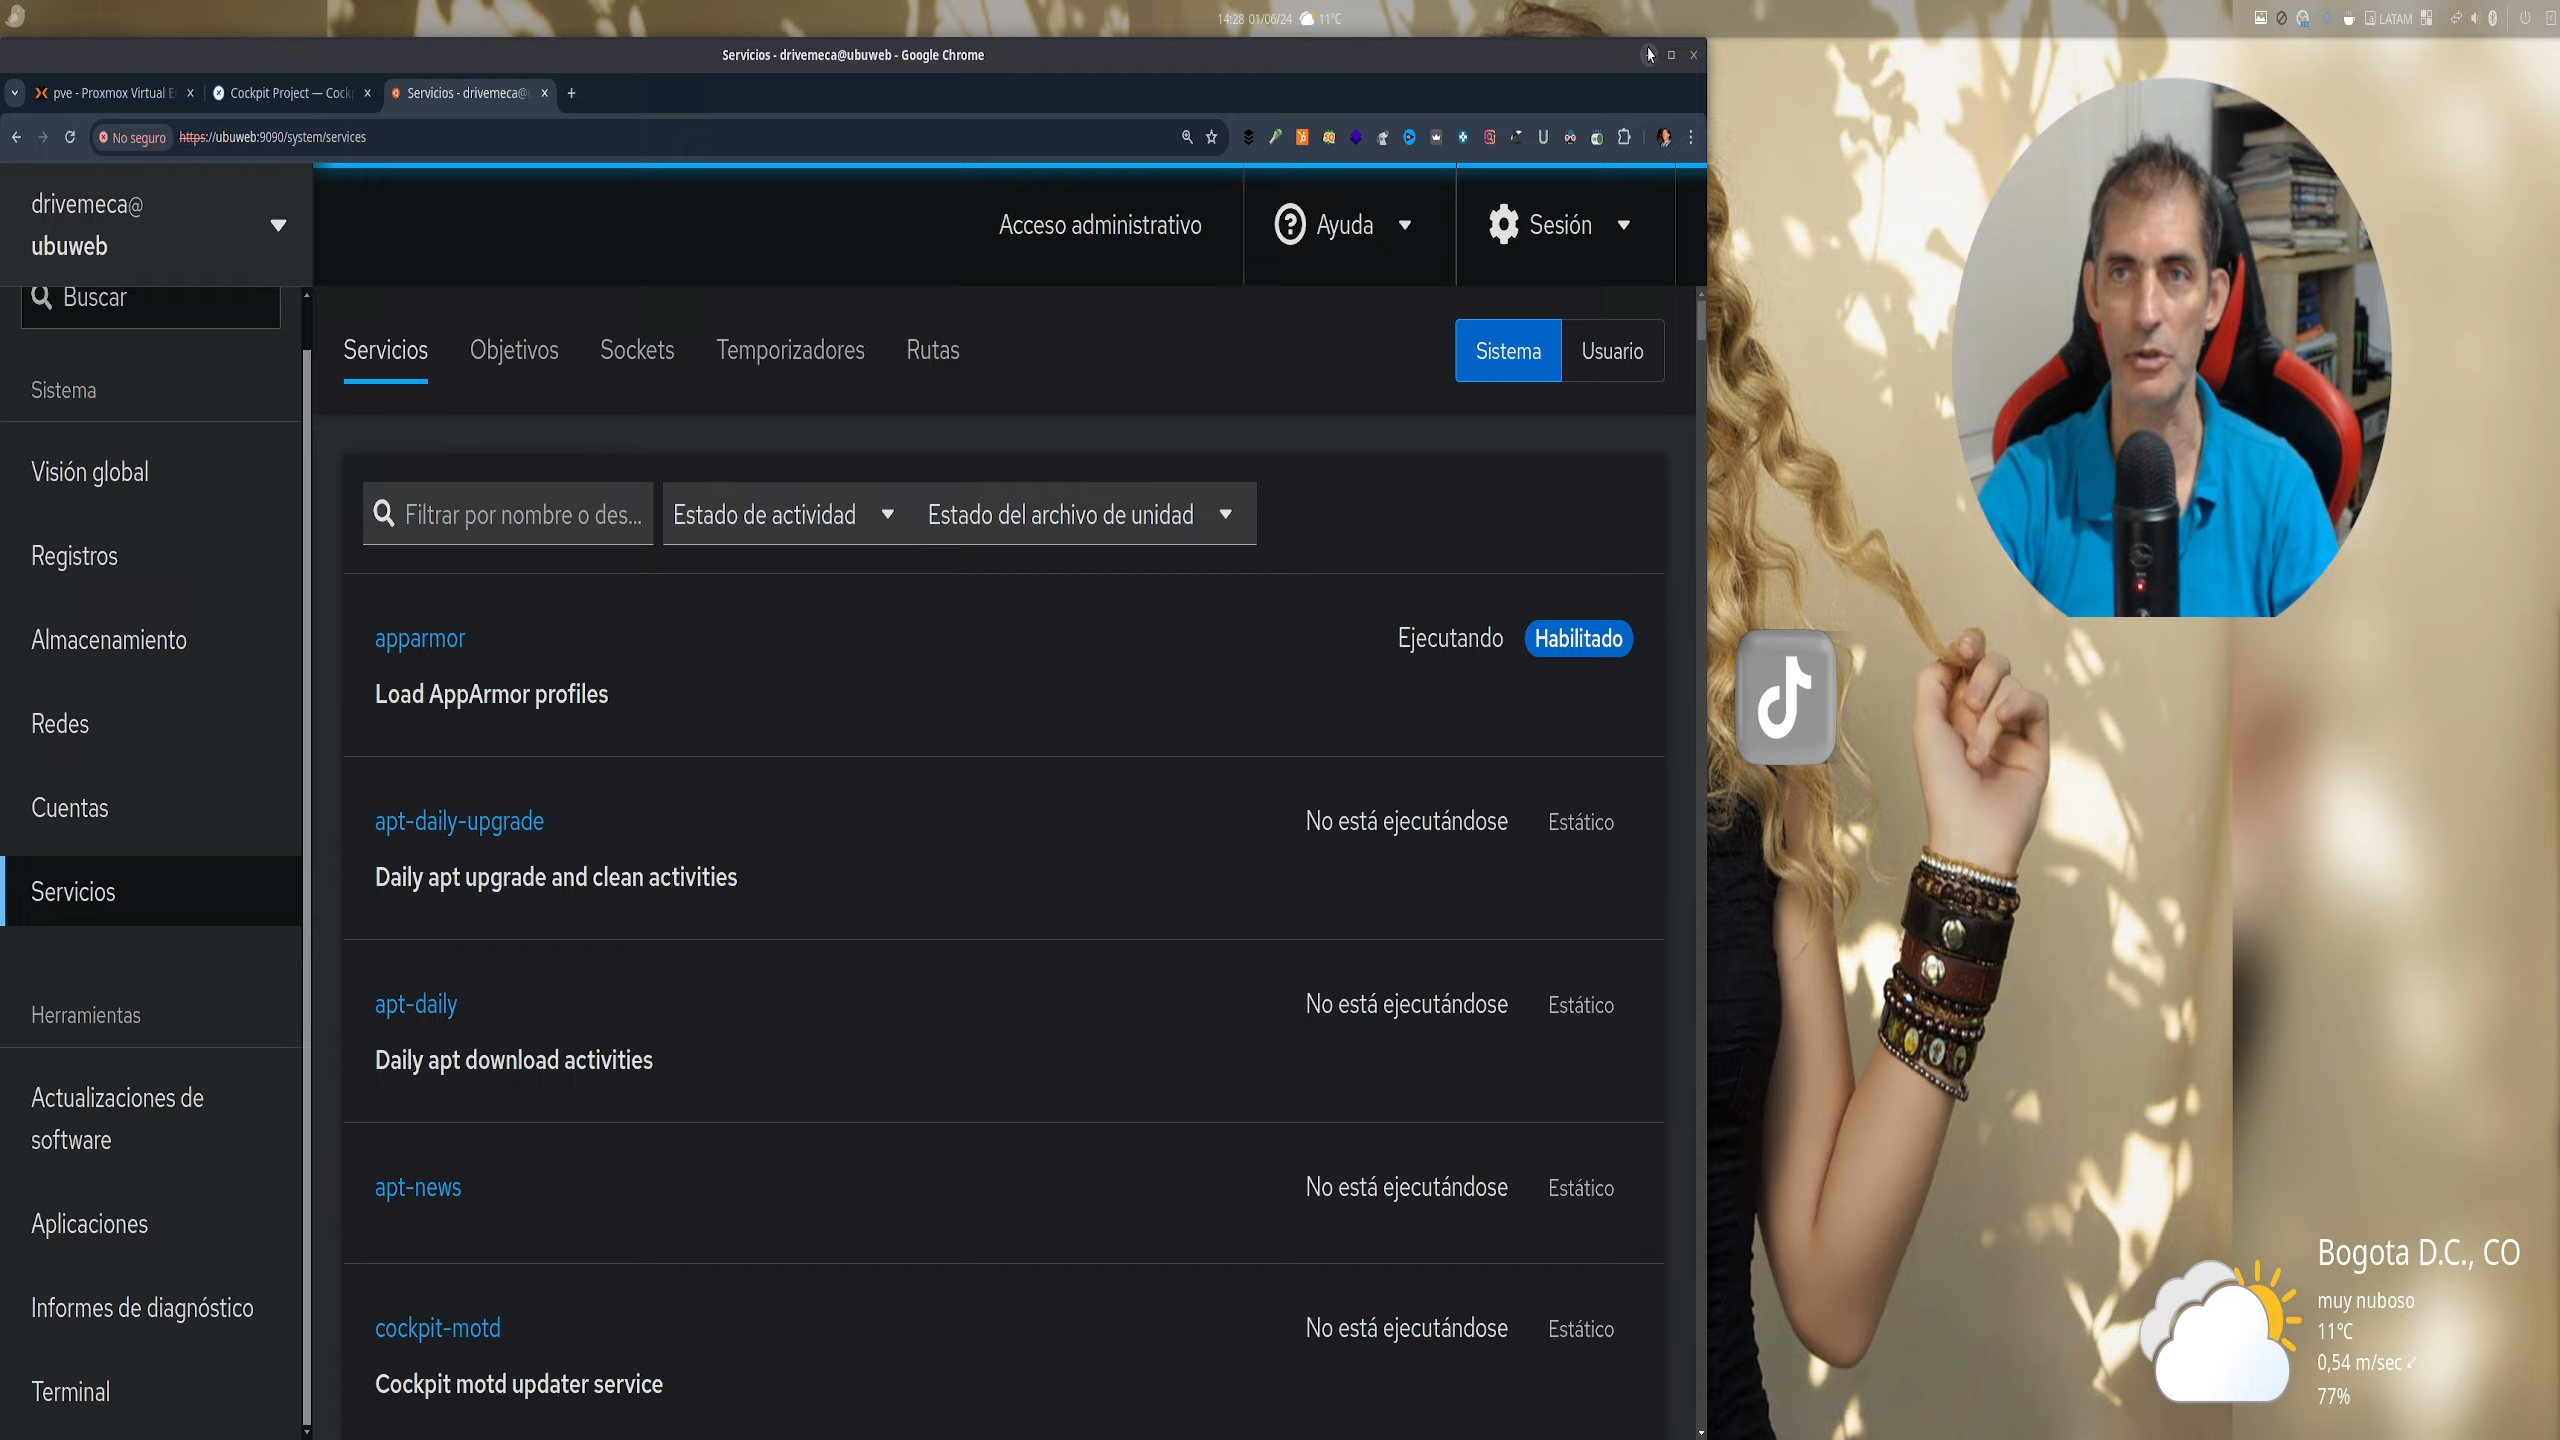 14:28 01/06/24 11°C
LATAM
Servicios - drivemeca@ubuweb - Google Chrome
pve - Proxmox Virtual E
Cockpit Project — Cock
Servicios - drivemeca@
No seguro
https://ubuweb:9090/system/services
drivemeca@
ubuweb
Acceso administrativo
Ayuda
Sesión
Buscar
Sistema
Visión global
Registros
Almacenamiento
Redes
Cuentas
Servicios
Herramientas
Actualizaciones de
software
Aplicaciones
Informes de diagnóstico
Terminal
Servicios Objetivos Sockets Temporizadores Rutas
Sistema Usuario
Filtrar por nombre o des...
Estado de actividad
Estado del archivo de unidad
apparmor Ejecutando Habilitado
Load AppArmor profiles
apt-daily-upgrade No está ejecutándose Estático
Daily apt upgrade and clean activities
apt-daily No está ejecutándose Estático
Daily apt download activities
apt-news No está ejecutándose Estático
cockpit-motd No está ejecutándose Estático
Cockpit motd updater service
Bogota D.C., CO
muy nuboso
11°C
0,54 m/sec
77%